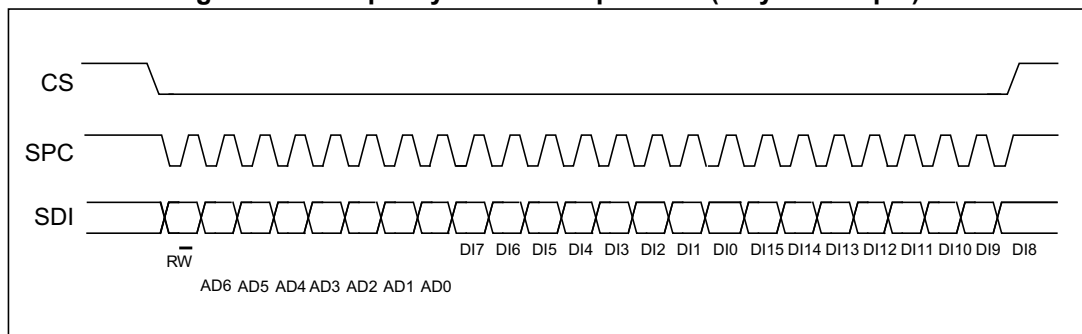 CS
SPC
SDI
RW
DI7 DI6 DI5 DI4 DI3 DI2 DI1 DI0 DI15 DI14 DI13 DI12 DI11 DI10 DI9 DI8
AD6 AD5 AD4 AD3 AD2 AD1 AD0